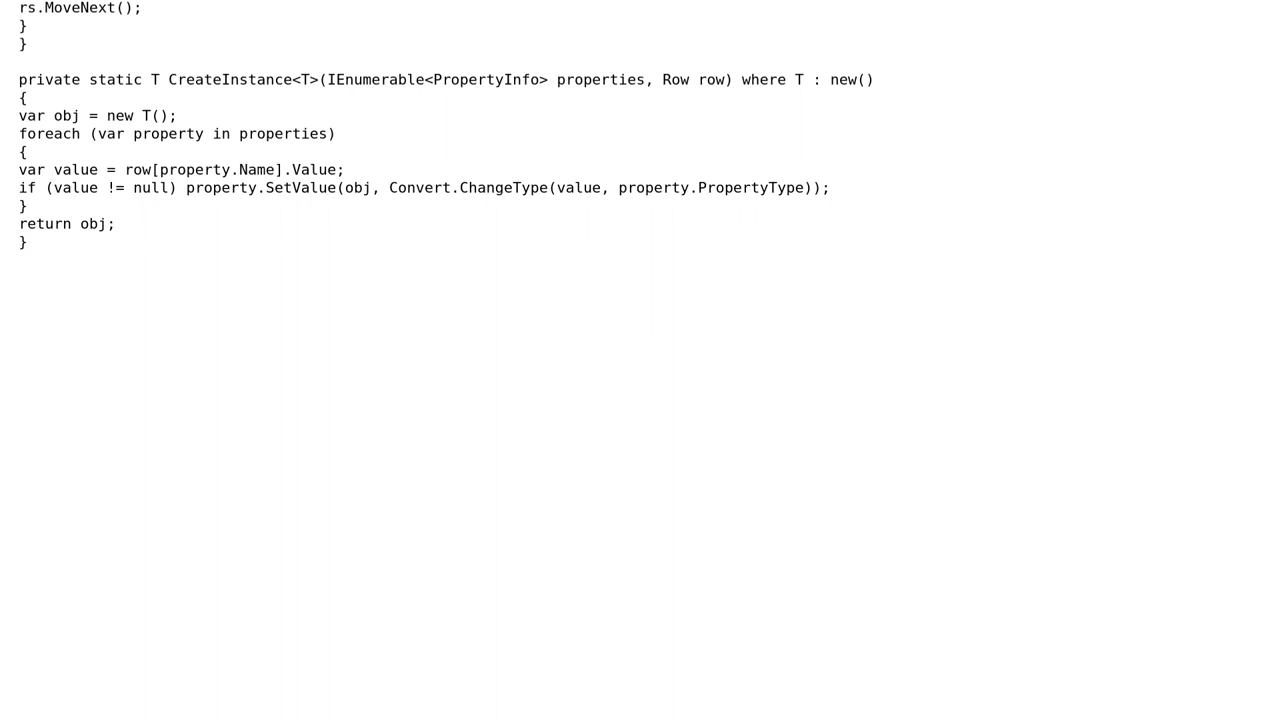 rs.MoveNext();
}
}

private static T CreateInstance<T>(IEnumerable<PropertyInfo> properties, Row row) where T : new()
{
var obj = new T();
foreach (var property in properties)
{
var value = row[property.Name].Value;
if (value != null) property.SetValue(obj, Convert.ChangeType(value, property.PropertyType));
}
return obj;
}